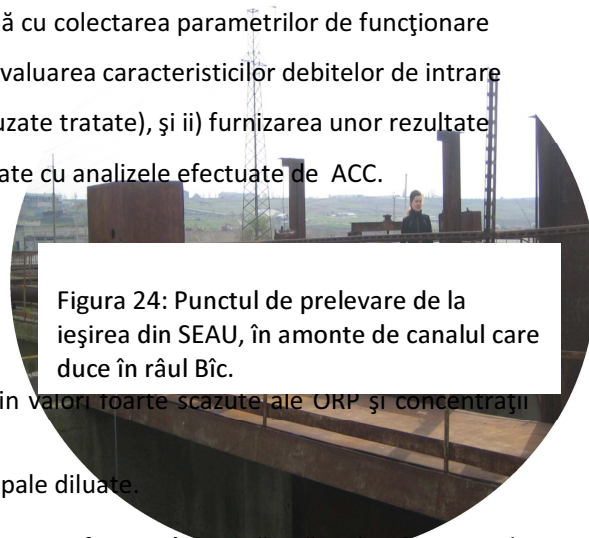 ă cu colectarea parametrilor de funcţionare
valuarea caracteristicilor debitelor de intrare
uzate tratate), şi ii) furnizarea unor rezultate
ate cu analizele efectuate de ACC.
Figura 24: Punctul de prelevare de la
ieşirea din SEAU, în amonte de canalul care
duce în râul Bîc.
in valori foarte scăzute ale ORP şi concentraţii
pale diluate.